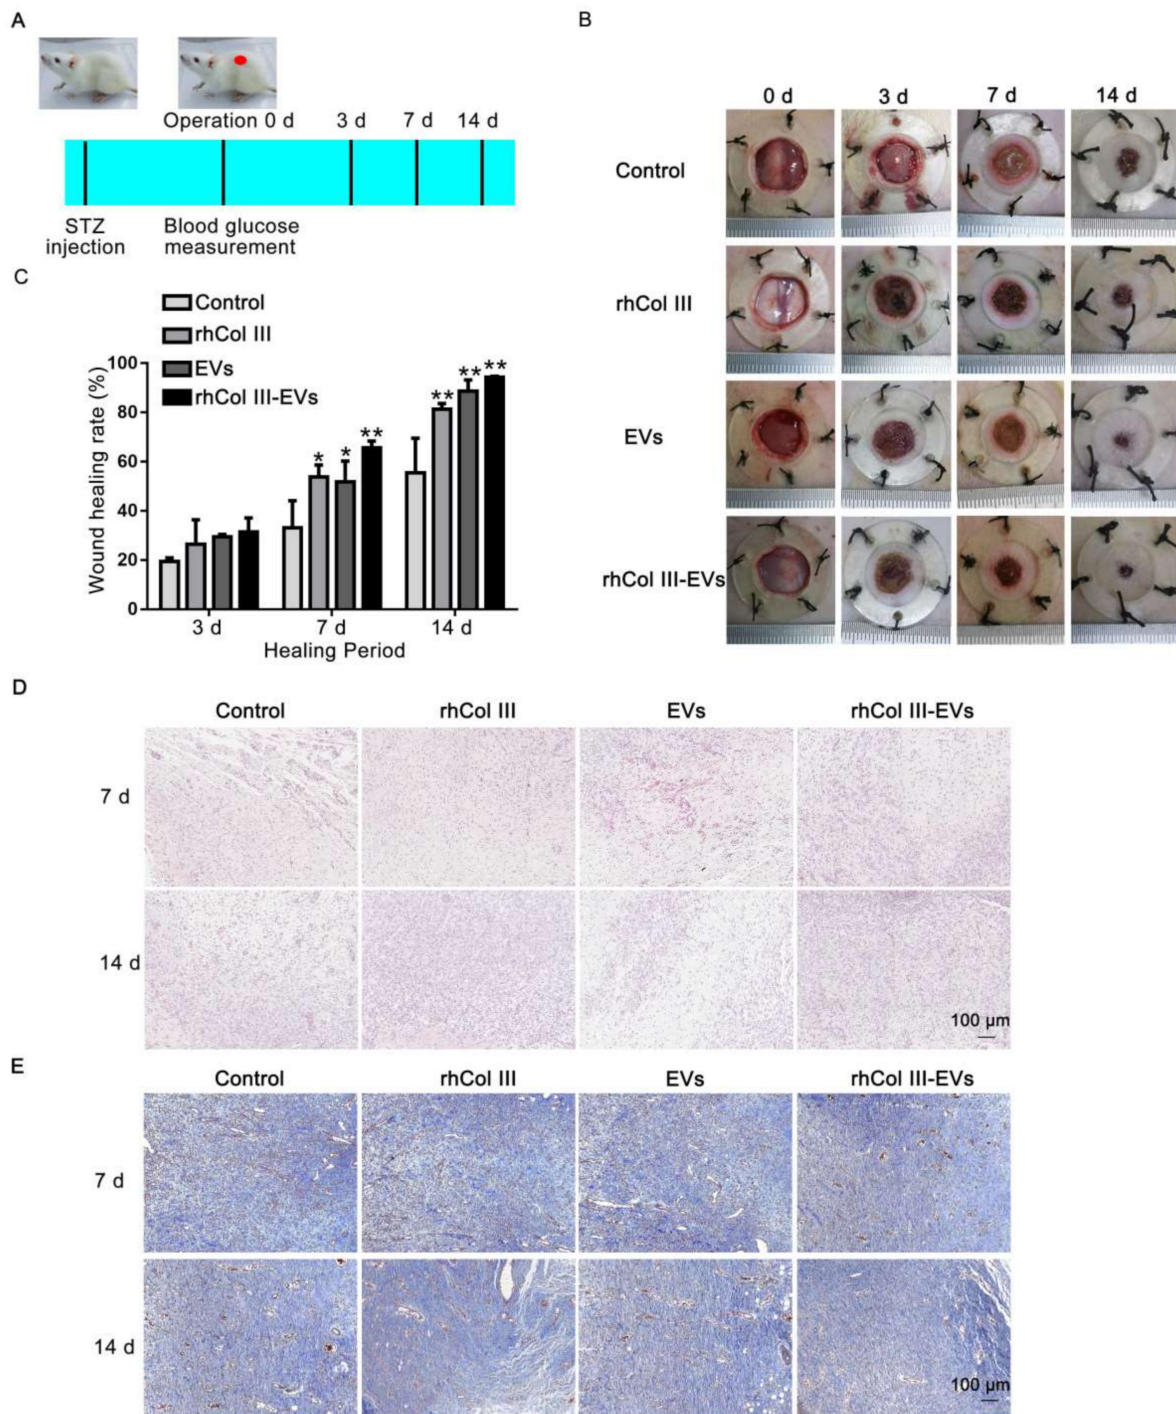 A
Operation 0 d 3 d 7 d 14 d
STZ
injection
Blood glucose
measurement
B
0 d 3 d 7 d 14 d
Control
rhCol III
EVs
rhCol III-EVs
C
Control
rhCol III
EVs
rhCol III-EVs
Wound healing rate (%)
100
80
60
40
20
0
* * **
** ** **
3 d 7 d 14 d
Healing Period
D
Control rhCol III EVs rhCol III-EVs
7 d
14 d
100 μm
E
Control rhCol III EVs rhCol III-EVs
7 d
14 d
100 μm